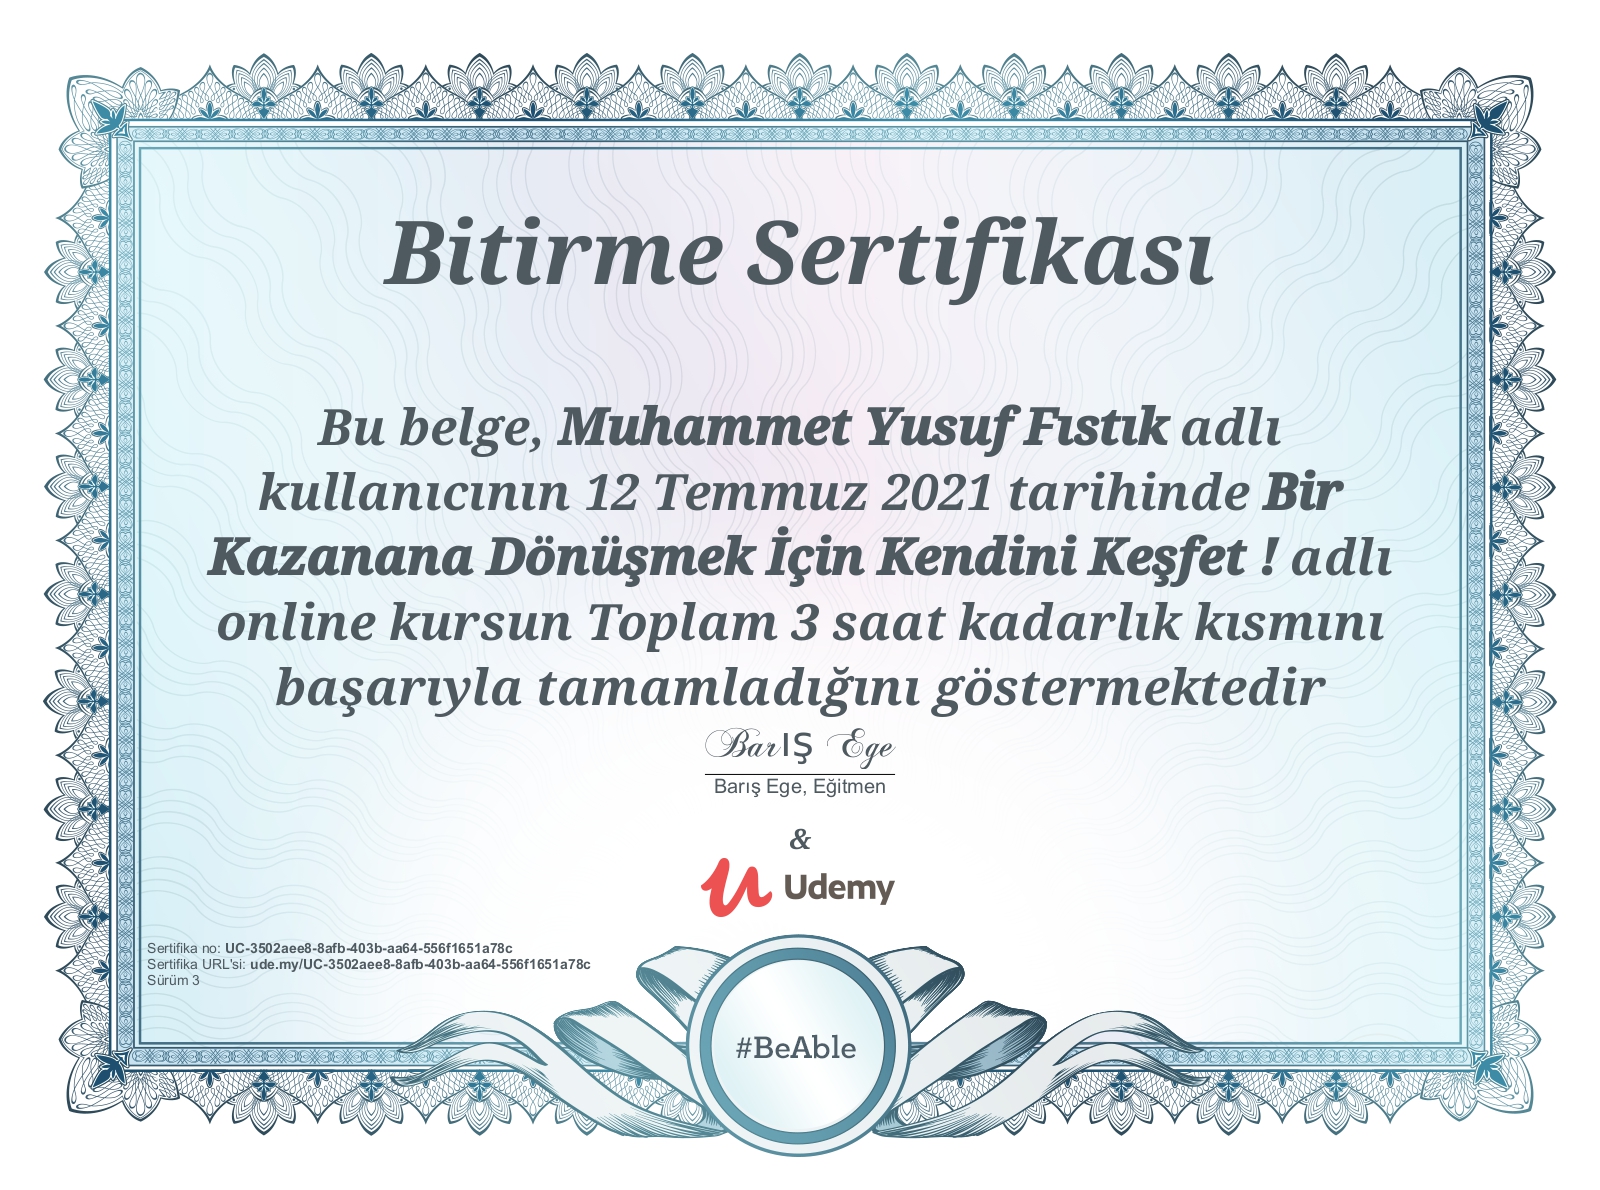 Bitirme Sertifikası
Bu belge, Muhammet Yusuf Fıstık adlı
kullanıcının 12 Temmuz 2021 tarihinde Bir
Kazanana Dönüşmek İçin Kendini Keşfet ! adlı
online kursun Toplam 3 saat kadarlık kısmını
başarıyla tamamladığını göstermektedir
BarIŞ Ege
Barış Ege, Eğitmen
&
Udemy
Sertifika no: UC-3502aee8-8afb-403b-aa64-556f1651a78c
Sertifika URL'si: ude.my/UC-3502aee8-8afb-403b-aa64-556f1651a78c
Sürüm 3
#BeAble